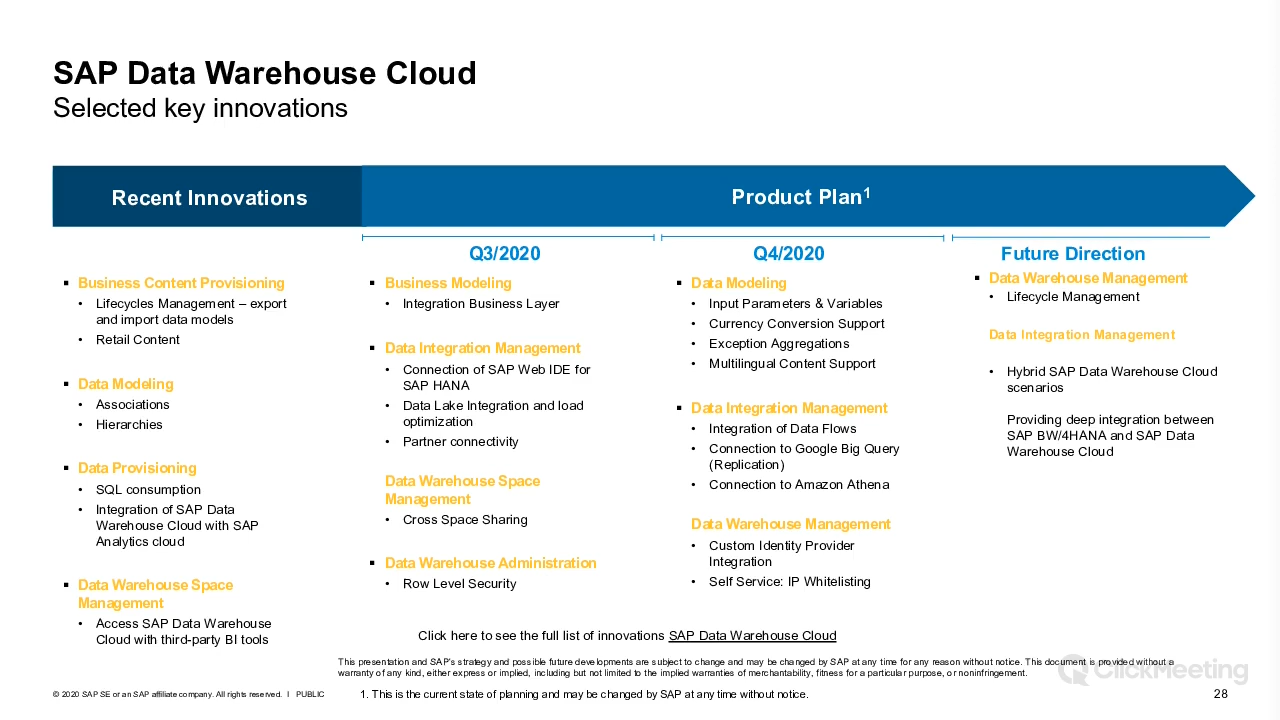 SAP Data Warehouse Cloud
Selected key innovations
Recent Innovations
Product Plan1
▪ Business Content Provisioning
• Lifecycles Management – export
and import data models
• Retail Content
▪ Data Modeling
• Associations
• Hierarchies
▪ Data Provisioning
• SQL consumption
• Integration of SAP Data
Warehouse Cloud with SAP
Analytics cloud
▪ Data Warehouse Space
Management
• Access SAP Data Warehouse
Cloud with third-party BI tools
Q3/2020
▪ Business Modeling
• Integration Business Layer
▪ Data Integration Management
• Connection of SAP Web IDE for
SAP HANA
• Data Lake Integration and load
optimization
• Partner connectivity
Data Warehouse Space
Management
• Cross Space Sharing
▪ Data Warehouse Administration
• Row Level Security
Q4/2020
▪ Data Modeling
• Input Parameters & Variables
• Currency Conversion Support
• Exception Aggregations
• Multilingual Content Support
▪ Data Integration Management
• Integration of Data Flows
• Connection to Google Big Query
(Replication)
• Connection to Amazon Athena
Data Warehouse Management
• Custom Identity Provider
Integration
• Self Service: IP Whitelisting
Future Direction
▪ Data Warehouse Management
• Lifecycle Management
Data Integration Management
• Hybrid SAP Data Warehouse Cloud
scenarios
Providing deep integration between
SAP BW/4HANA and SAP Data
Warehouse Cloud
Click here to see the full list of innovations SAP Data Warehouse Cloud
This presentation and SAP's strategy and possible future developments are subject to change and may be changed by SAP at any time for any reason without notice. This document is provided without a
warranty of any kind, either express or implied, including but not limited to the implied warranties of merchantability, fitness for a particular purpose, or noninfringement.
ClickMeeting
© 2020 SAP SE or an SAP affiliate company. All rights reserved. I PUBLIC
1. This is the current state of planning and may be changed by SAP at any time without notice.
28